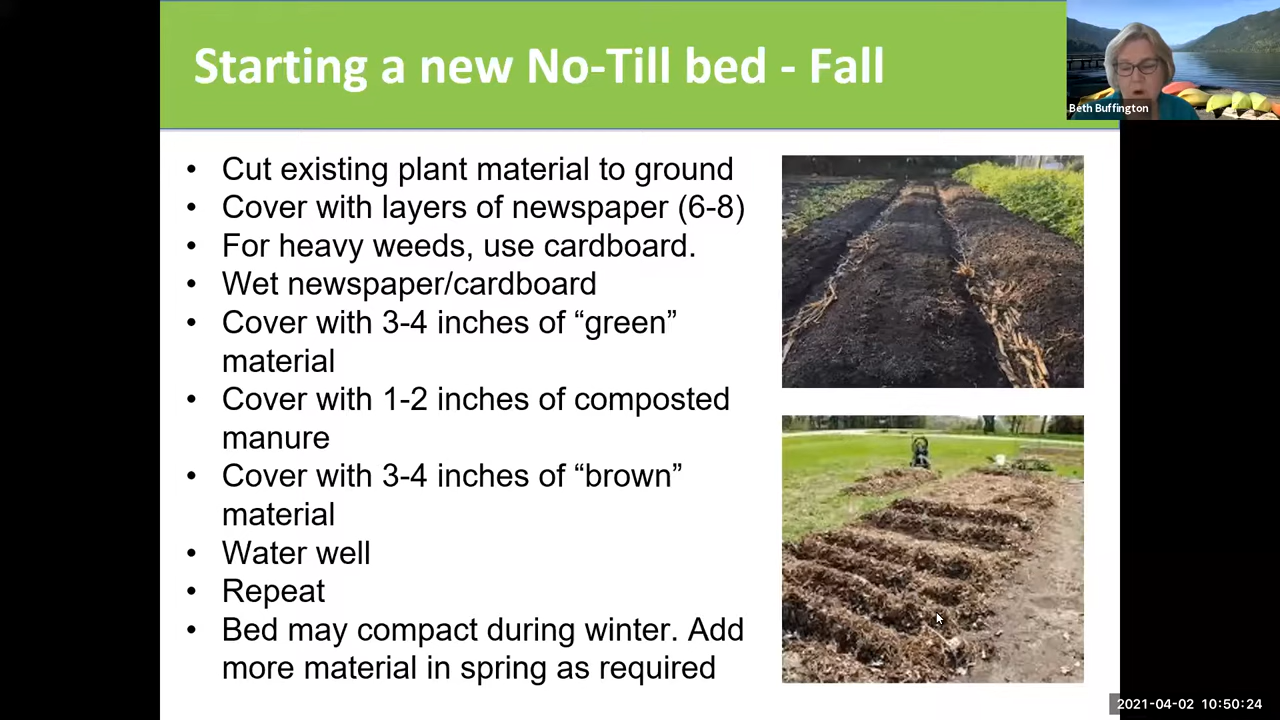 Starting a new No-Till bed - Fall
Beth Buffington
• Cut existing plant material to ground
• Cover with layers of newspaper (6-8)
• For heavy weeds, use cardboard.
• Wet newspaper/cardboard
• Cover with 3-4 inches of “green”
material
• Cover with 1-2 inches of composted
manure
• Cover with 3-4 inches of “brown”
material
• Water well
• Repeat
• Bed may compact during winter. Add
more material in spring as required
2021-04-02 10:50:24